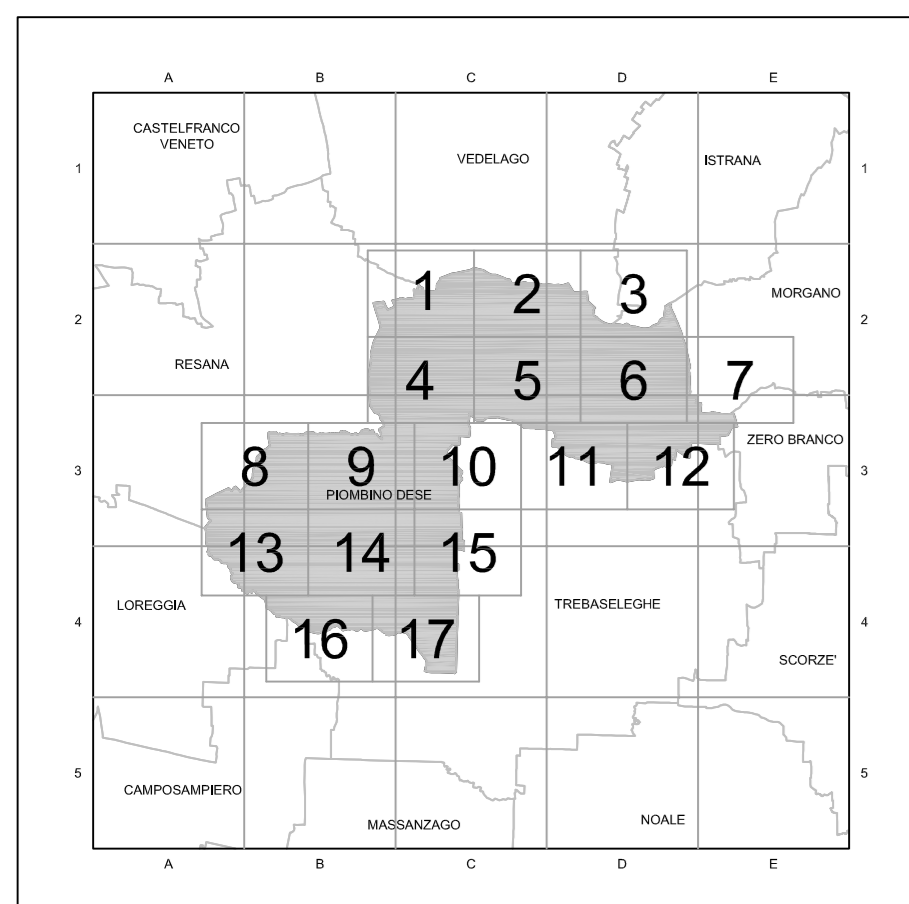 A B C D E
CASTELFRANCO
VENETO
VEDELAGO
ISTRANA
1 1
1 2 3
MORGANO
2 2
RESANA
4 5 6 7
ZERO BRANCO
8 9 10 11 12
3 3
PIOMBINO DESE
13 14 15
LOREGGIA
TREBASELEGHE
4 4
16 17
SCORZE'
5 5
CAMPOSAMPIERO
MASSANZAGO
NOALE
A B C D E